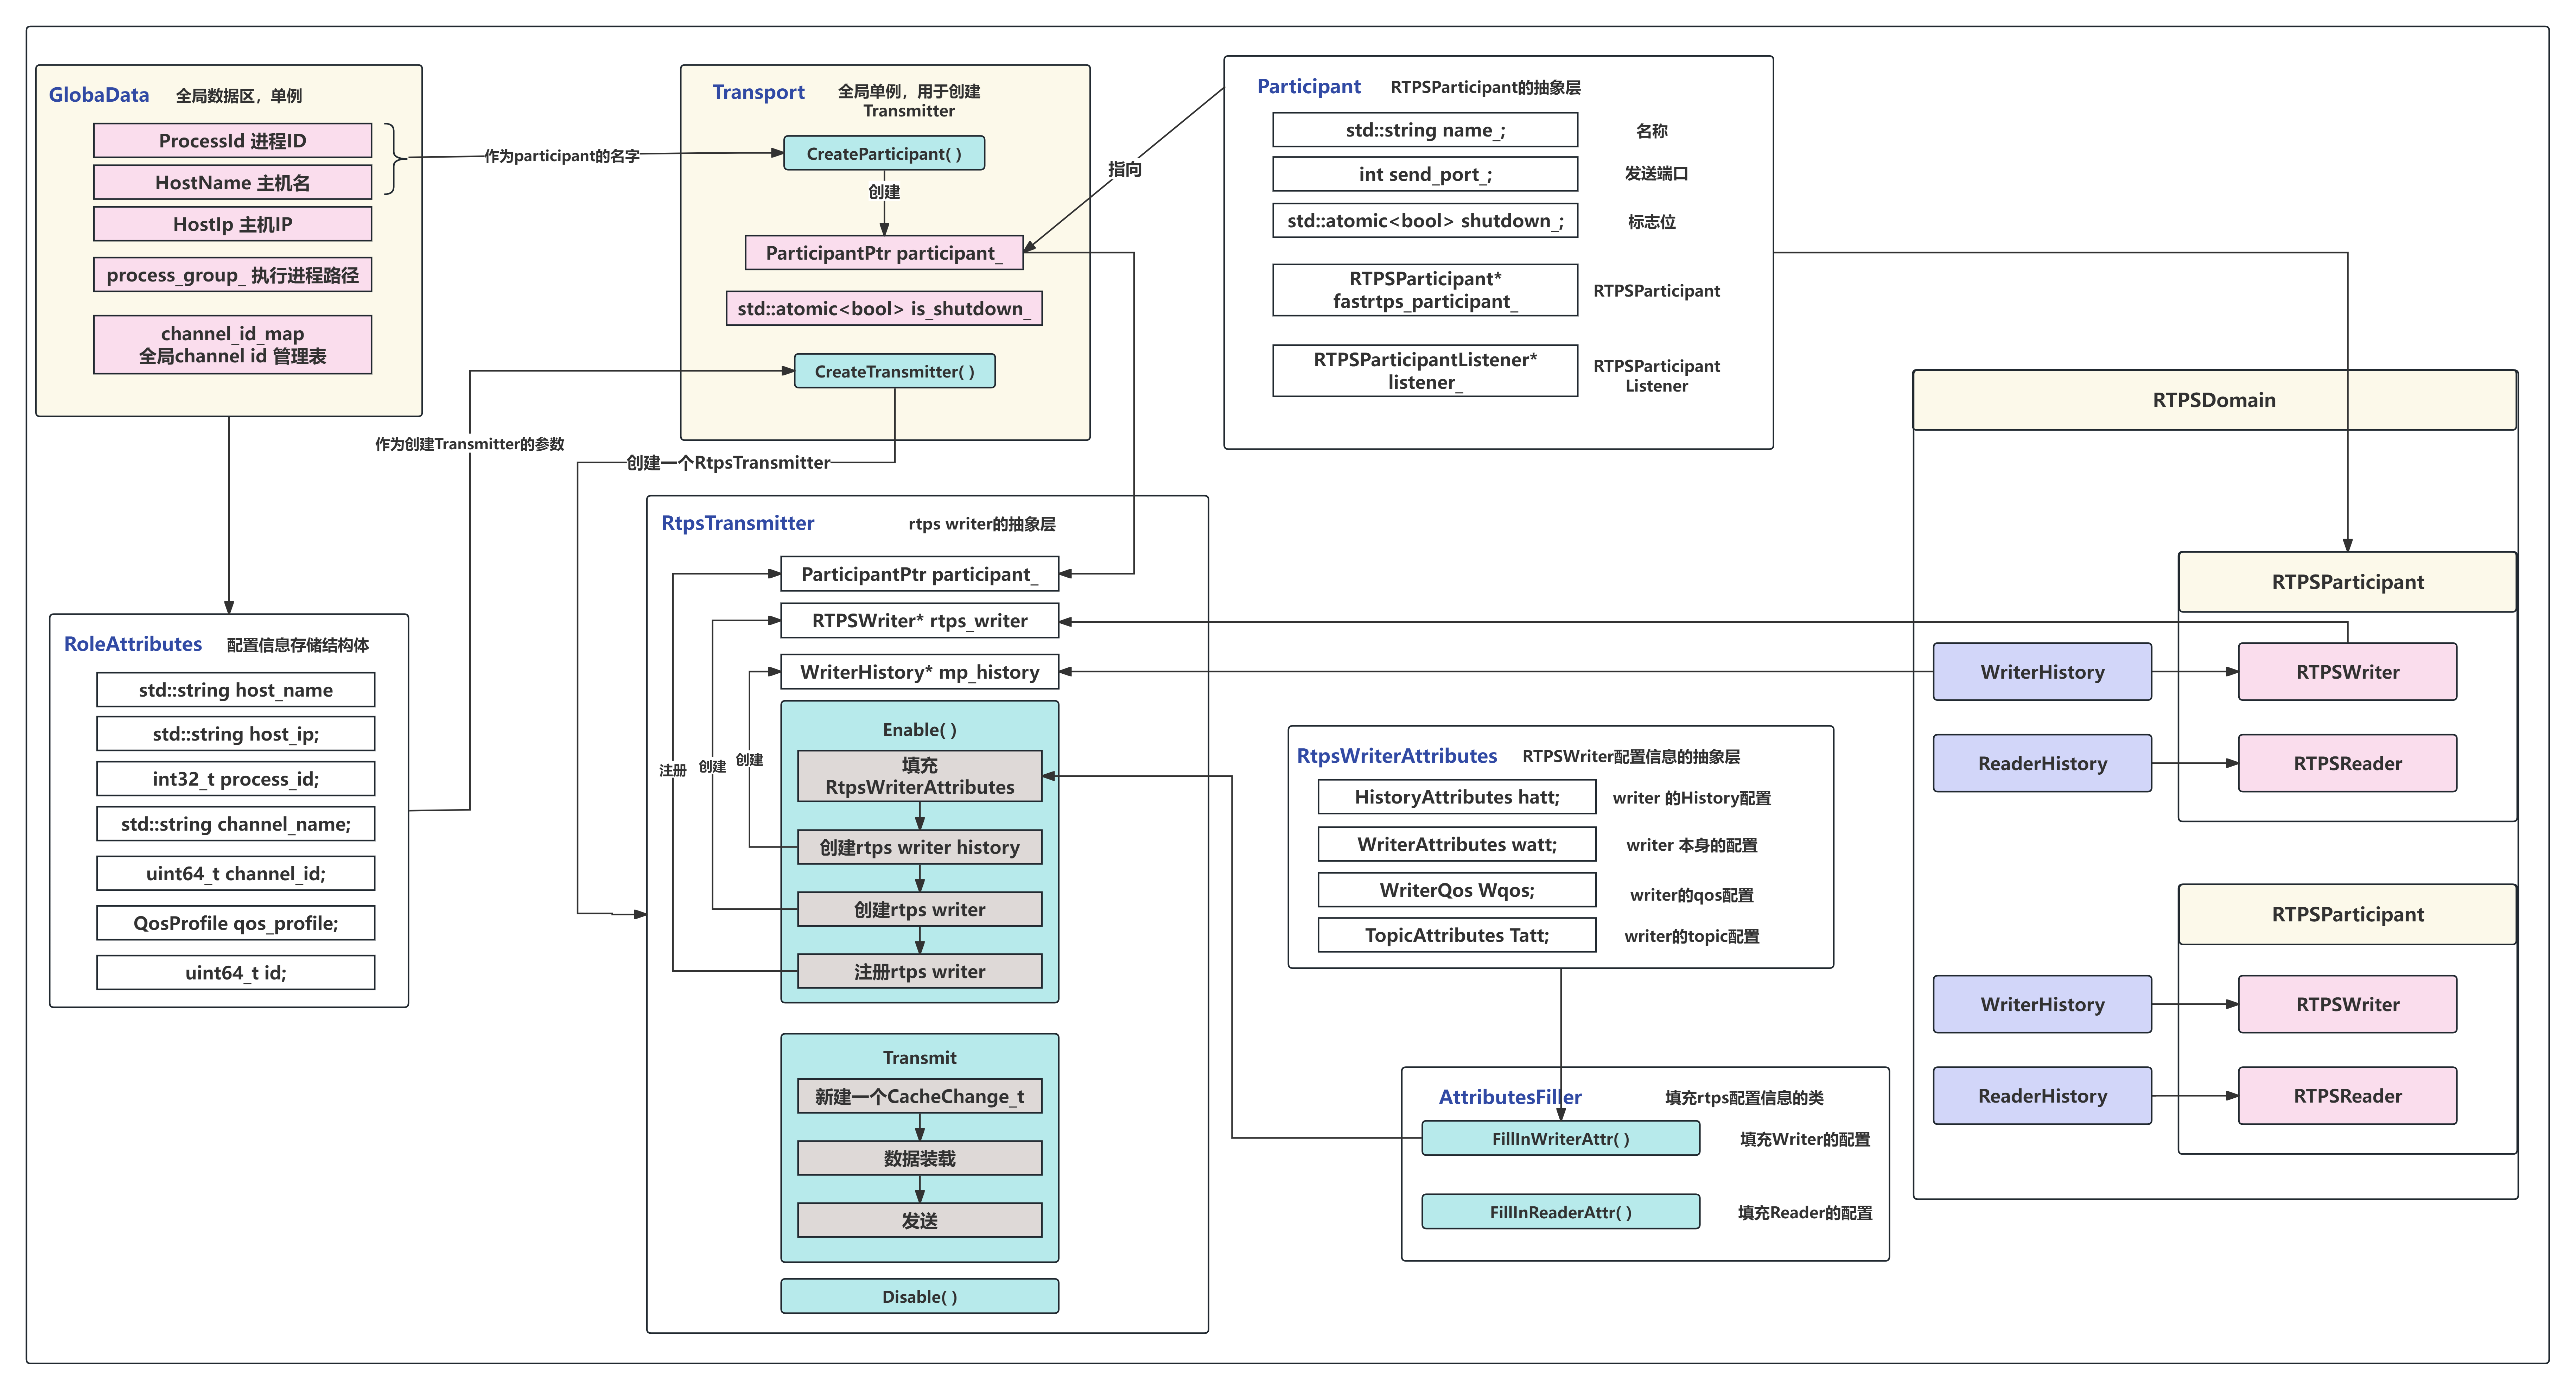 GlobaData
全局数据区，单例
ProcessId 进程ID
HostName 主机名
HostIp 主机IP
process_group_ 执行进程路径
channel_id_map
全局channel id 管理表
作为participant的名字
Transport
全局单例，用于创建
Transmitter
CreateParticipant( )
创建
ParticipantPtr participant_
std::atomic<bool> is_shutdown_
CreateTransmitter( )
指向
Participant
RTPSParticipant的抽象层
std::string name_;
名称
int send_port_;
发送端口
std::atomic<bool> shutdown_;
标志位
RTPSParticipant*
fastrtps_participant_
RTPSParticipant
RTPSParticipantListener*
listener_
RTPSParticipant
Listener
作为创建Transmitter的参数
创建一个RtpsTransmitter
RoleAttributes
配置信息存储结构体
std::string host_name
std::string host_ip;
int32_t process_id;
std::string channel_name;
uint64_t channel_id;
QosProfile qos_profile;
uint64_t id;
RtpsTransmitter
rtps writer的抽象层
ParticipantPtr participant_
RTPSWriter* rtps_writer
WriterHistory* mp_history
注册
创建
创建
Enable( )
填充
RtpsWriterAttributes
创建rtps writer history
创建rtps writer
注册rtps writer
Transmit
新建一个CacheChange_t
数据装载
发送
Disable( )
RtpsWriterAttributes
RTPSWriter配置信息的抽象层
HistoryAttributes hatt;
writer 的History配置
WriterAttributes watt;
writer 本身的配置
WriterQos Wqos;
writer的qos配置
TopicAttributes Tatt;
writer的topic配置
AttributesFiller
填充rtps配置信息的类
FillInWriterAttr( )
填充Writer的配置
FillInReaderAttr( )
填充Reader的配置
RTPSDomain
RTPSParticipant
WriterHistory
RTPSWriter
ReaderHistory
RTPSReader
RTPSParticipant
WriterHistory
RTPSWriter
ReaderHistory
RTPSReader